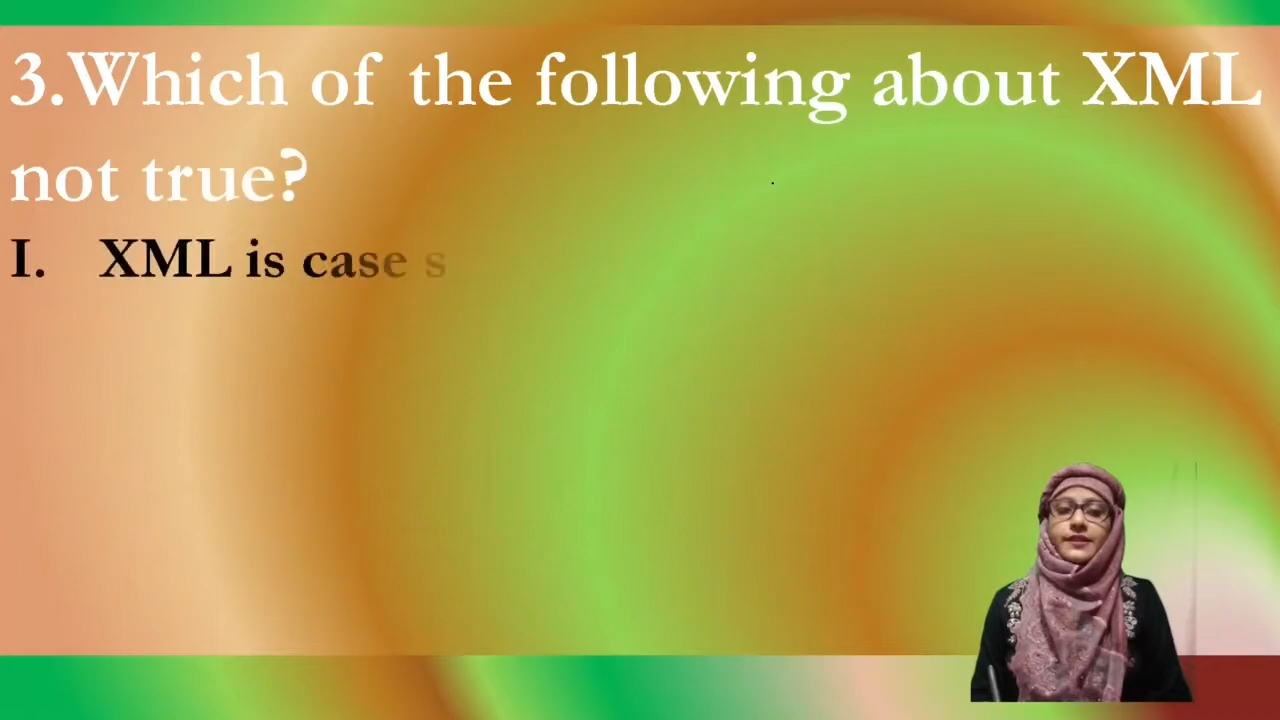 3.Which of the following about XML
not true?
I. XML is case s